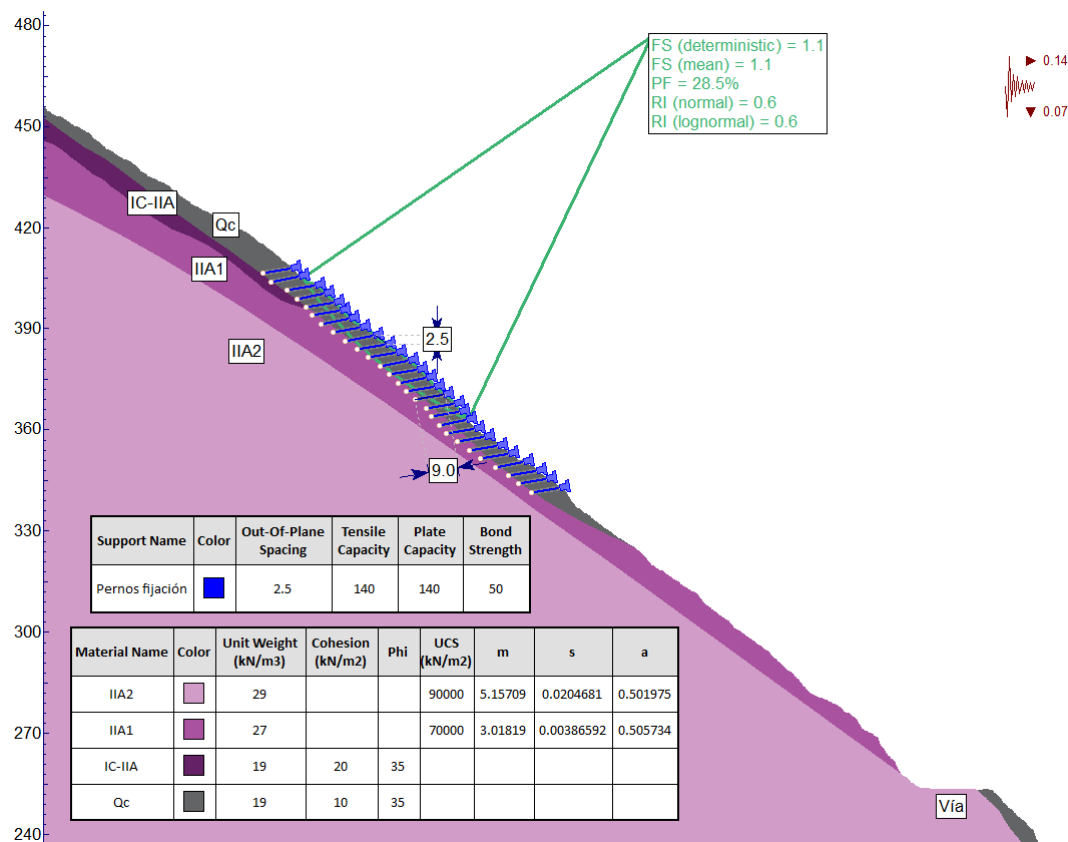 480
450
420
390
360
330
300
270
240
FS (deterministic) = 1.1
FS (mean) = 1.1
PF = 28.5%
RI (normal) = 0.6
RI (lognormal) = 0.6
0.14
0.07
IC-IIA
Qc
IIA1
IIA2
2.5
9.0
Support Name Color Out-Of-Plane Spacing Tensile Capacity Plate Capacity Bond Strength
Pernos fijación 2.5 140 140 50
Material Name Color Unit Weight (kN/m3) Cohesion (kN/m2) Phi UCS (kN/m2) m s a
IIA2 29 90000 5.15709 0.0204681 0.501975
IIA1 27 70000 3.01819 0.00386592 0.505734
IC-IIA 19 20 35
Qc 19 10 35
Vía